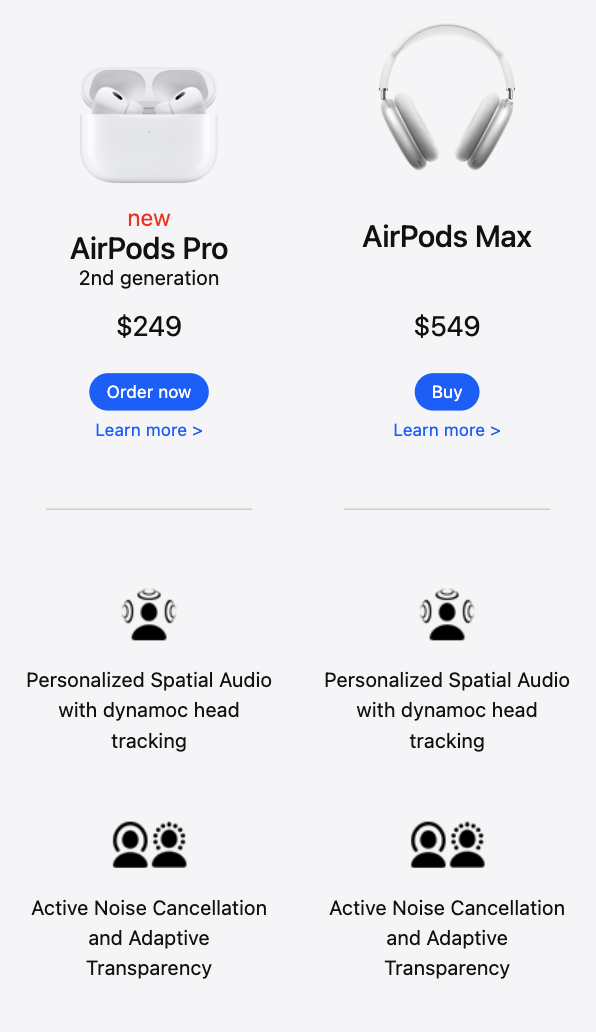 new
AirPods Pro
2nd generation
$249
Order now
Learn more >
Personalized Spatial Audio
with dynamoc head
tracking
Active Noise Cancellation
and Adaptive
Transparency
AirPods Max
$549
Buy
Learn more >
Personalized Spatial Audio
with dynamoc head
tracking
Active Noise Cancellation
and Adaptive
Transparency